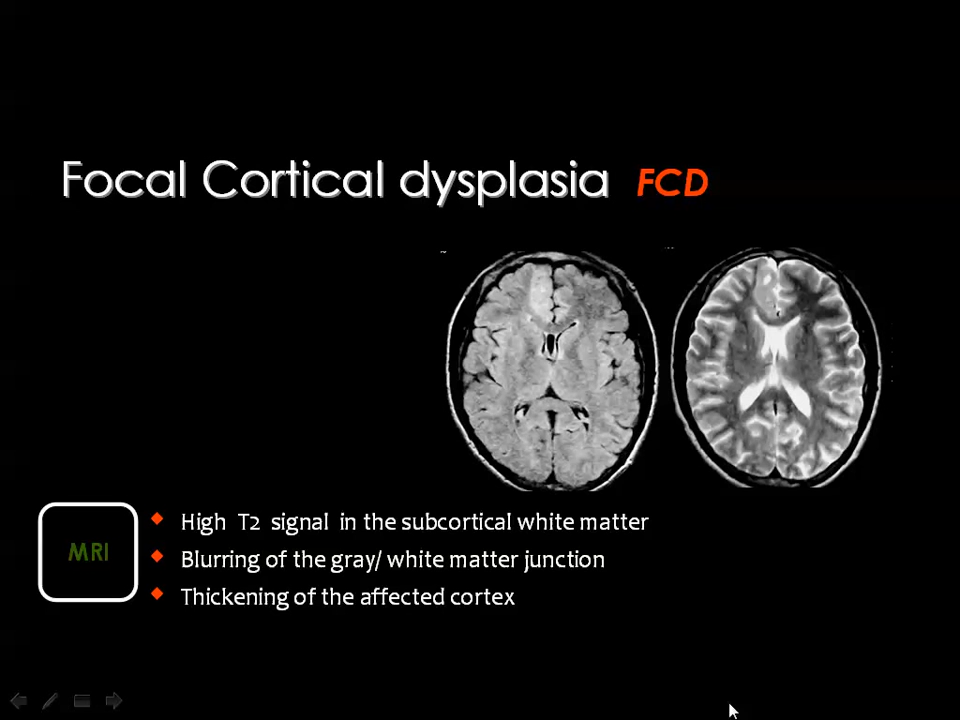 Focal Cortical dysplasia FCD
MRI
High T2 signal in the subcortical white matter
Blurring of the gray/ white matter junction
Thickening of the affected cortex